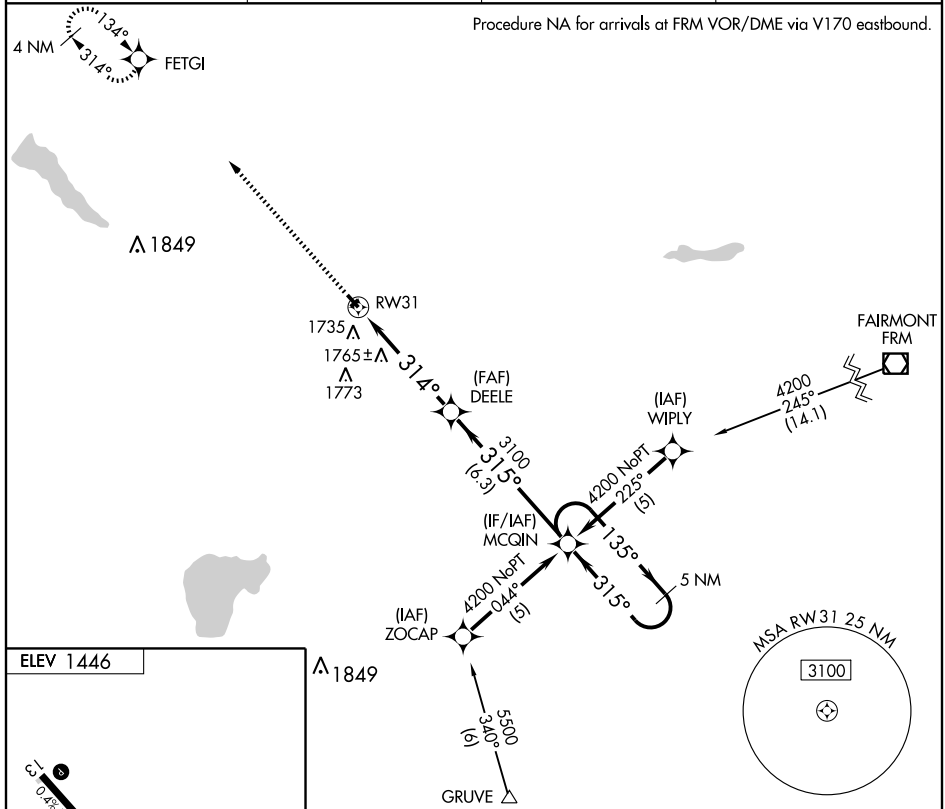 Procedure NA for arrivals at FRM VOR/DME via V170 eastbound.
134°
4 NM
314°
FETGI
1849
RW31
1735
1765±
1773
314°
FAIRMONT
FRM
(FAF)
DEELE
4200
245°
(14.1)
(IAF)
WIPLY
3100
315°
(6.3)
4200 NoPT
225°
(5)
(IF/IAF)
MCQIN
135°
5 NM
315°
4200 NoPT
044°
(5)
(IAF)
ZOCAP
MSA RW31 25 NM
3100
ELEV 1446
1849
5500
340°
(6)
GRUVE
13
P
0.4%